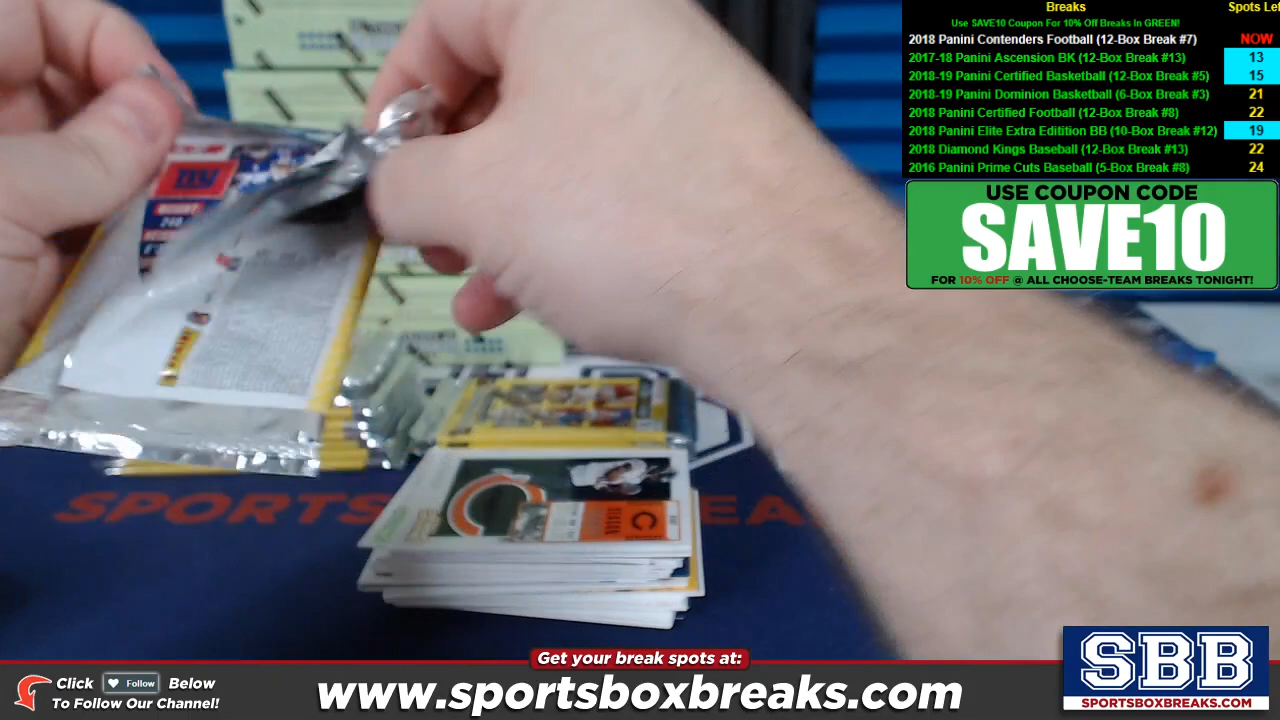 Breaks Spots Lef
Use SAVE10 Coupon For 10% Off Breaks In GREEN!
2018 Panini Contenders Football (12-Box Break #7) NOW
2017-18 Panini Ascension BK (12-Box Break #13) 13
2018-19 Panini Certified Basketball (12-Box Break #5) 15
2018-19 Panini Dominion Basketball (6-Box Break #3) 21
2018 Panini Certified Football (12-Box Break #8) 22
2018 Panini Elite Extra Edition BB (10-Box Break #12) 19
2018 Diamond Kings Baseball (12-Box Break #13) 22
2016 Panini Prime Cuts Baseball (5-Box Break #8) 24
USE COUPON CODE
SAVE10
FOR 10% OFF @ ALL CHOOSE-TEAM BREAKS TONIGHT!
ny
PANINI
SEASON
C
SPORTS
EA
Get your break spots at:
Click Follow Below
To Follow Our Channel!
www.sportsboxbreaks.com
SBB
SPORTSBOXBREAKS.COM